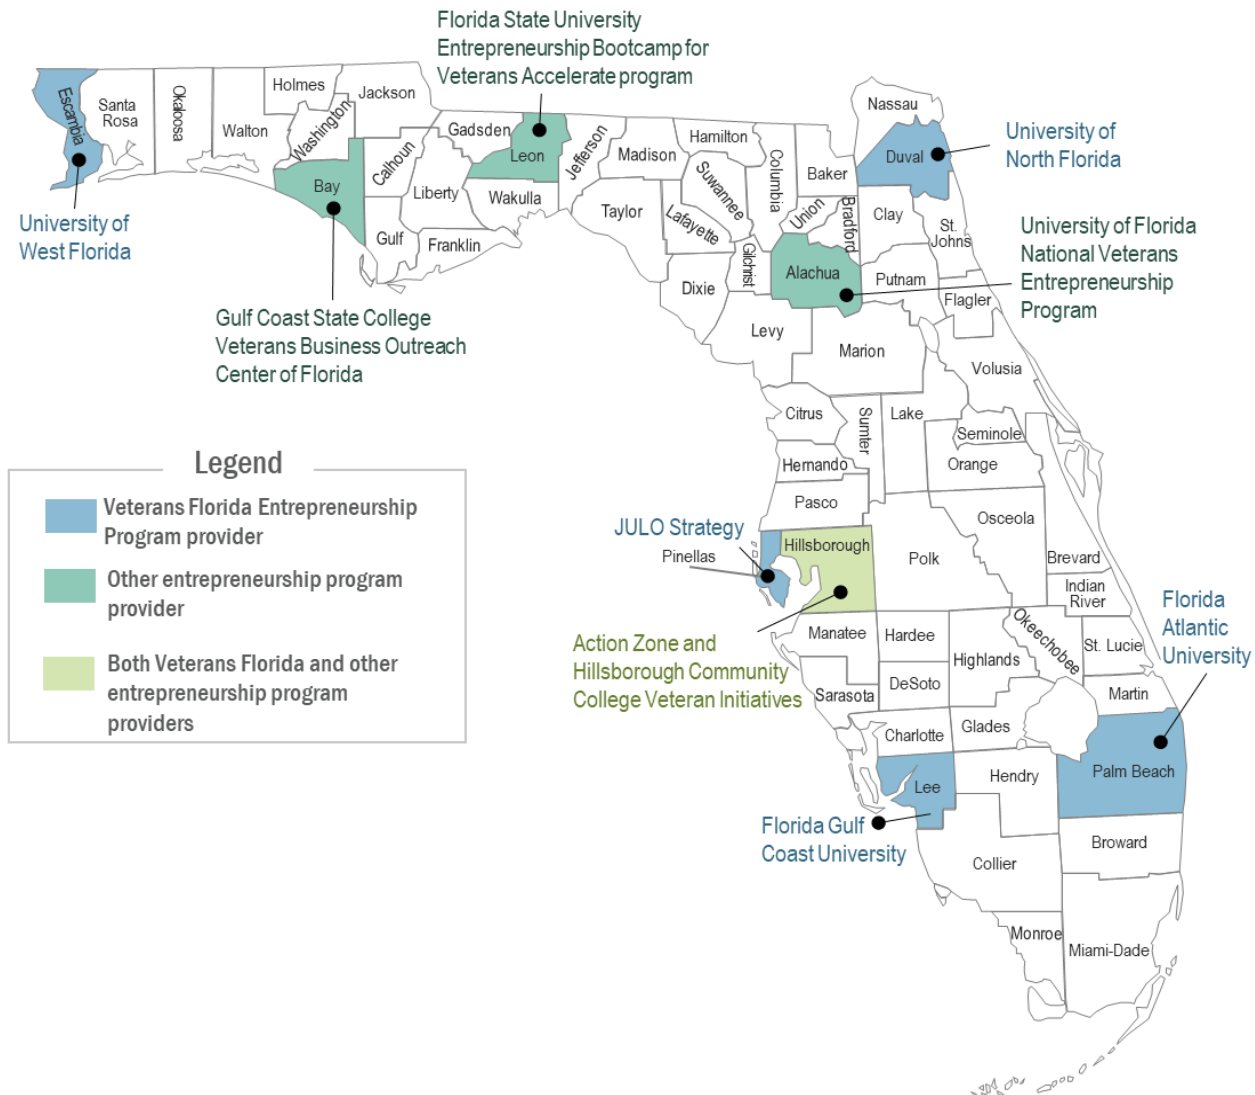 Florida State University
Entrepreneurship Bootcamp for
Veterans Accelerate program
Escambia
Santa
Rosa
Okaloosa
Walton
Holmes
Washington
Jackson
Bay
Calhoun
Gulf
Liberty
Franklin
Gadsden
Leon
Wakulla
Jefferson
Madison
Taylor
Hamilton
Suwannee
Lafayette
Dixie
Columbia
Gilchrist
Baker
Union
Bradford
Alachua
Levy
Nassau
Duval
Clay
St.
Johns
Putnam
Flagler
Marion
Volusia
University of
North Florida
University of Florida
National Veterans
Entrepreneurship
Program
University of
West Florida
Gulf Coast State College
Veterans Business Outreach
Center of Florida
Citrus
Sumter
Lake
Seminole
Orange
Hernando
Pasco
Osceola
Brevard
JULO Strategy
Pinellas
Hillsborough
Polk
Indian
River
Action Zone and
Hillsborough Community
College Veteran Initiatives
Manatee
Hardee
Highlands
Okeechobee
St. Lucie
Sarasota
DeSoto
Martin
Charlotte
Glades
Florida
Atlantic
University
Lee
Hendry
Palm Beach
Florida Gulf
Coast University
Collier
Broward
Monroe
Miami-Dade
Legend
Veterans Florida Entrepreneurship
Program provider
Other entrepreneurship program
provider
Both Veterans Florida and other
entrepreneurship program
providers